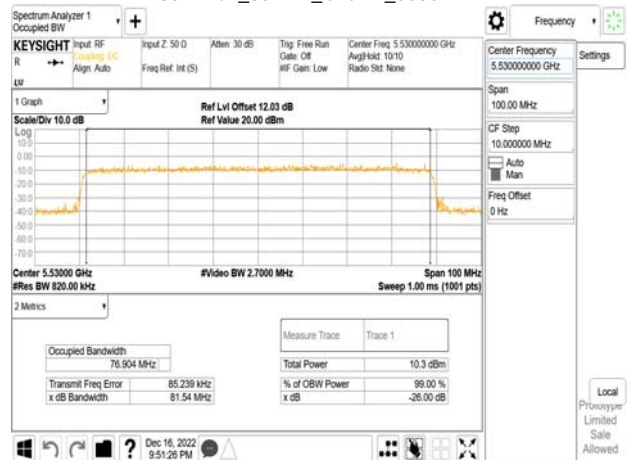 Spectrum Analyzer 1
Occupied BW
Frequency
KEYSIGHT
R
Input: RF
Coupling: DC
Align: Auto
Input Z: 50 Ω
Freq Ref: Int (S)
Atten: 30 dB
Trig: Free Run
Gate: Off
#IF Gain: Low
Center Freq: 5.530000000 GHz
Avg|Hold: 10/10
Radio Std: None
Center Frequency
5.530000000 GHz
Settings
Span
100.00 MHz
CF Step
10.000000 MHz
Auto
Man
Freq Offset
0 Hz
1 Graph
Scale/Div 10.0 dB
Ref Lvl Offset 12.03 dB
Ref Value 20.00 dBm
Log
10.0
0.00
-10.0
-20.0
-30.0
-40.0
-50.0
-60.0
-70.0
Center 5.53000 GHz
#Res BW 820.00 kHz
#Video BW 2.7000 MHz
Span 100 MHz
Sweep 1.00 ms (1001 pts)
2 Metrics
Measure Trace
Trace 1
Occupied Bandwidth
76.904 MHz
Total Power
10.3 dBm
Transmit Freq Error
85.239 kHz
% of OBW Power
99.00 %
x dB Bandwidth
81.54 MHz
x dB
-26.00 dB
Local
Prototype
Limited
Sale
Allowed
Dec 16, 2022
9:51:26 PM